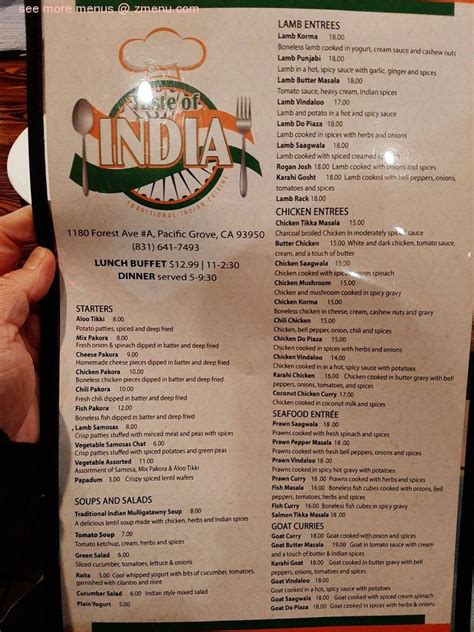 see more menus @ zmenu.com
Taste of
INDIA
TRADITIONAL INDIAN CUISINE
1180 Forest Ave #A, Pacific Grove, CA 93950
(831) 641-7493
LUNCH BUFFET $12.99 | 11-2:30
DINNER served 5-9:30
STARTERS
Aloo Tikki 8.00
Potato patties, spiced and deep fried
Mix Pakora 9.00
Fresh onion & spinach dipped in batter and deep fried
Cheese Pakora 9.00
Homemade cheese pieces dipped in batter and deep fried
Chicken Pakora 10.00
Boneless chicken pieces dipped in batter and deep fried
Chili Pakora 10.00
Fresh chili dipped in batter and deep fried
Fish Pakora 12.00
Boneless fish dipped in batter and deep fried
Lamb Samosas 8.00
Crisp patties stuffed with minced meat and peas with spices
Vegetable Samosas Chat 6.00
Crisp patties stuffed with spiced potatoes and green peas
Vegetable Assorted 11.00
Assortment of Samosa, Mix Pakora & Aloo Tikki
Papadum 3.00 Crispy spiced lentil wafers
SOUPS AND SALADS
Traditional Indian Mulligatawny Soup 8.00
A delicious lentil soup made with chicken, herbs and Indian spices
Tomato Soup 7.00
Tomato ketchup, cream, herbs and spices
Green Salad 6.00
Sliced cucumber, tomatoes, lettuce & onions
Raita 5.00 Cool whipped yogurt with bits of cucumber, tomatoes,
garnished with cilantro and mint
Cucumber Salad 6.00 Indian style mixed salad
Plain Yogurt 5.00
LAMB ENTREES
Lamb Korma 18.00
Boneless lamb cooked in yogurt, cream sauce and cashew nuts
Lamb Punjabi 18.00
Lamb in a hot, spicy sauce with garlic, ginger and spices
Lamb Butter Masala 18.00
Tomato sauce, heavy cream, Indian spices
Lamb Vindaloo 17.00
Lamb and potato in a hot and spicy sauce
Lamb Do Piaza 18.00
Lamb cooked in spices with herbs and onions
Lamb Saagwala 18.00
Lamb cooked with spiced creamed spinach
Rogan Josh 18.00 Lamb cooked with onions and spices
Karahi Gosht 18.00 Lamb cooked with bell peppers, onions,
tomatoes and spices
Lamb Rack 18.00
CHICKEN ENTREES
Chicken Tikka Masala 15.00
Charcoal broiled Chicken in moderately spiced sauce
Butter Chicken 15.00 White and dark chicken, tomato sauce,
cream, and a touch of butter
Chicken Saagwala 15.00
Chicken cooked with spiced cream spinach
Chicken Mushroom 15.00
Chicken and mushroom cooked in spicy gravy
Chicken Korma 15.00
Boneless chicken in creame, cashew nuts and gravy
Chili Chicken 15.00
Chicken, bell pepper, onion, chili and spices
Chicken Do Piaza 15.00
Chicken cooked in spices with herbs and onions
Chicken Vindaloo 14.00
Chicken cooked in a hot, spicy sauce with potatoes
Karahi Chicken 16.00 Chicken cooked in butter gravy with bell
peppers, onions, tomatoes, and spices
Coconut Chicken Curry 17.00
Chicken cooked in coconut milk and spices
SEAFOOD ENTRÉE
Prawn Saagwala 18.00
Prawns cooked with fresh spinach and spices
Prawn Pepper Masala 18.00
Prawns cooked with fresh peppers and spices
Prawn Vindaloo 18.00
Prawns cooked in spicy hot gravy with potatoes
Prawn Curry 18.00 Prawns cooked in spicy gravy
Fish Masala 16.00 Boneless fish cubes cooked with onions, bell
peppers, tomatoes, herbs and spices
Fish Curry 16.00 Boneless fish cubes in spicy gravy
Salmon Tikka Masala 18.00
GOAT CURRIES
Goat Curry 18.00 Goat cooked with onion and spices
Goat Butter Masala 19.00 Goat in tomato sauce with cream
and a touch of butter & Indian spices
Karahi Goat 18.00 Goat cooked in butter gravy with bell
peppers, onions, tomatoes, and spices
Goat Vindaloo 18.00
Goat cooked in a hot and spicy sauce
Goat Saagwala 18.00 Goat cooked with spiced cream spinach
Goat Do Piaza 18.00 Goat cooked in spices with herbs & onions